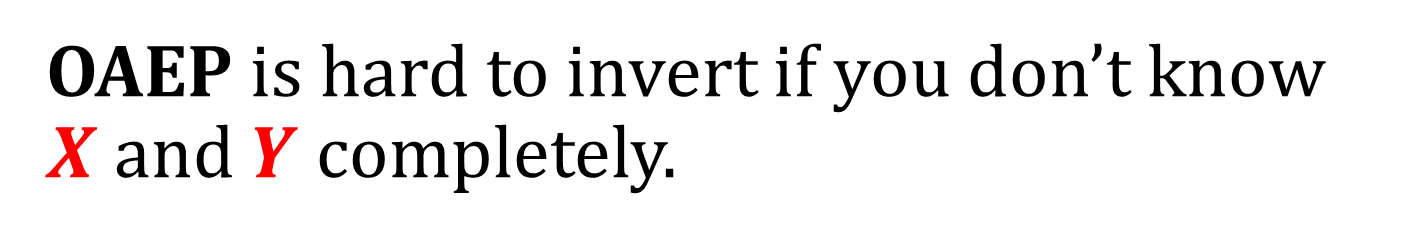 OAEP is hard to invert if you don’t know
X and Y completely.